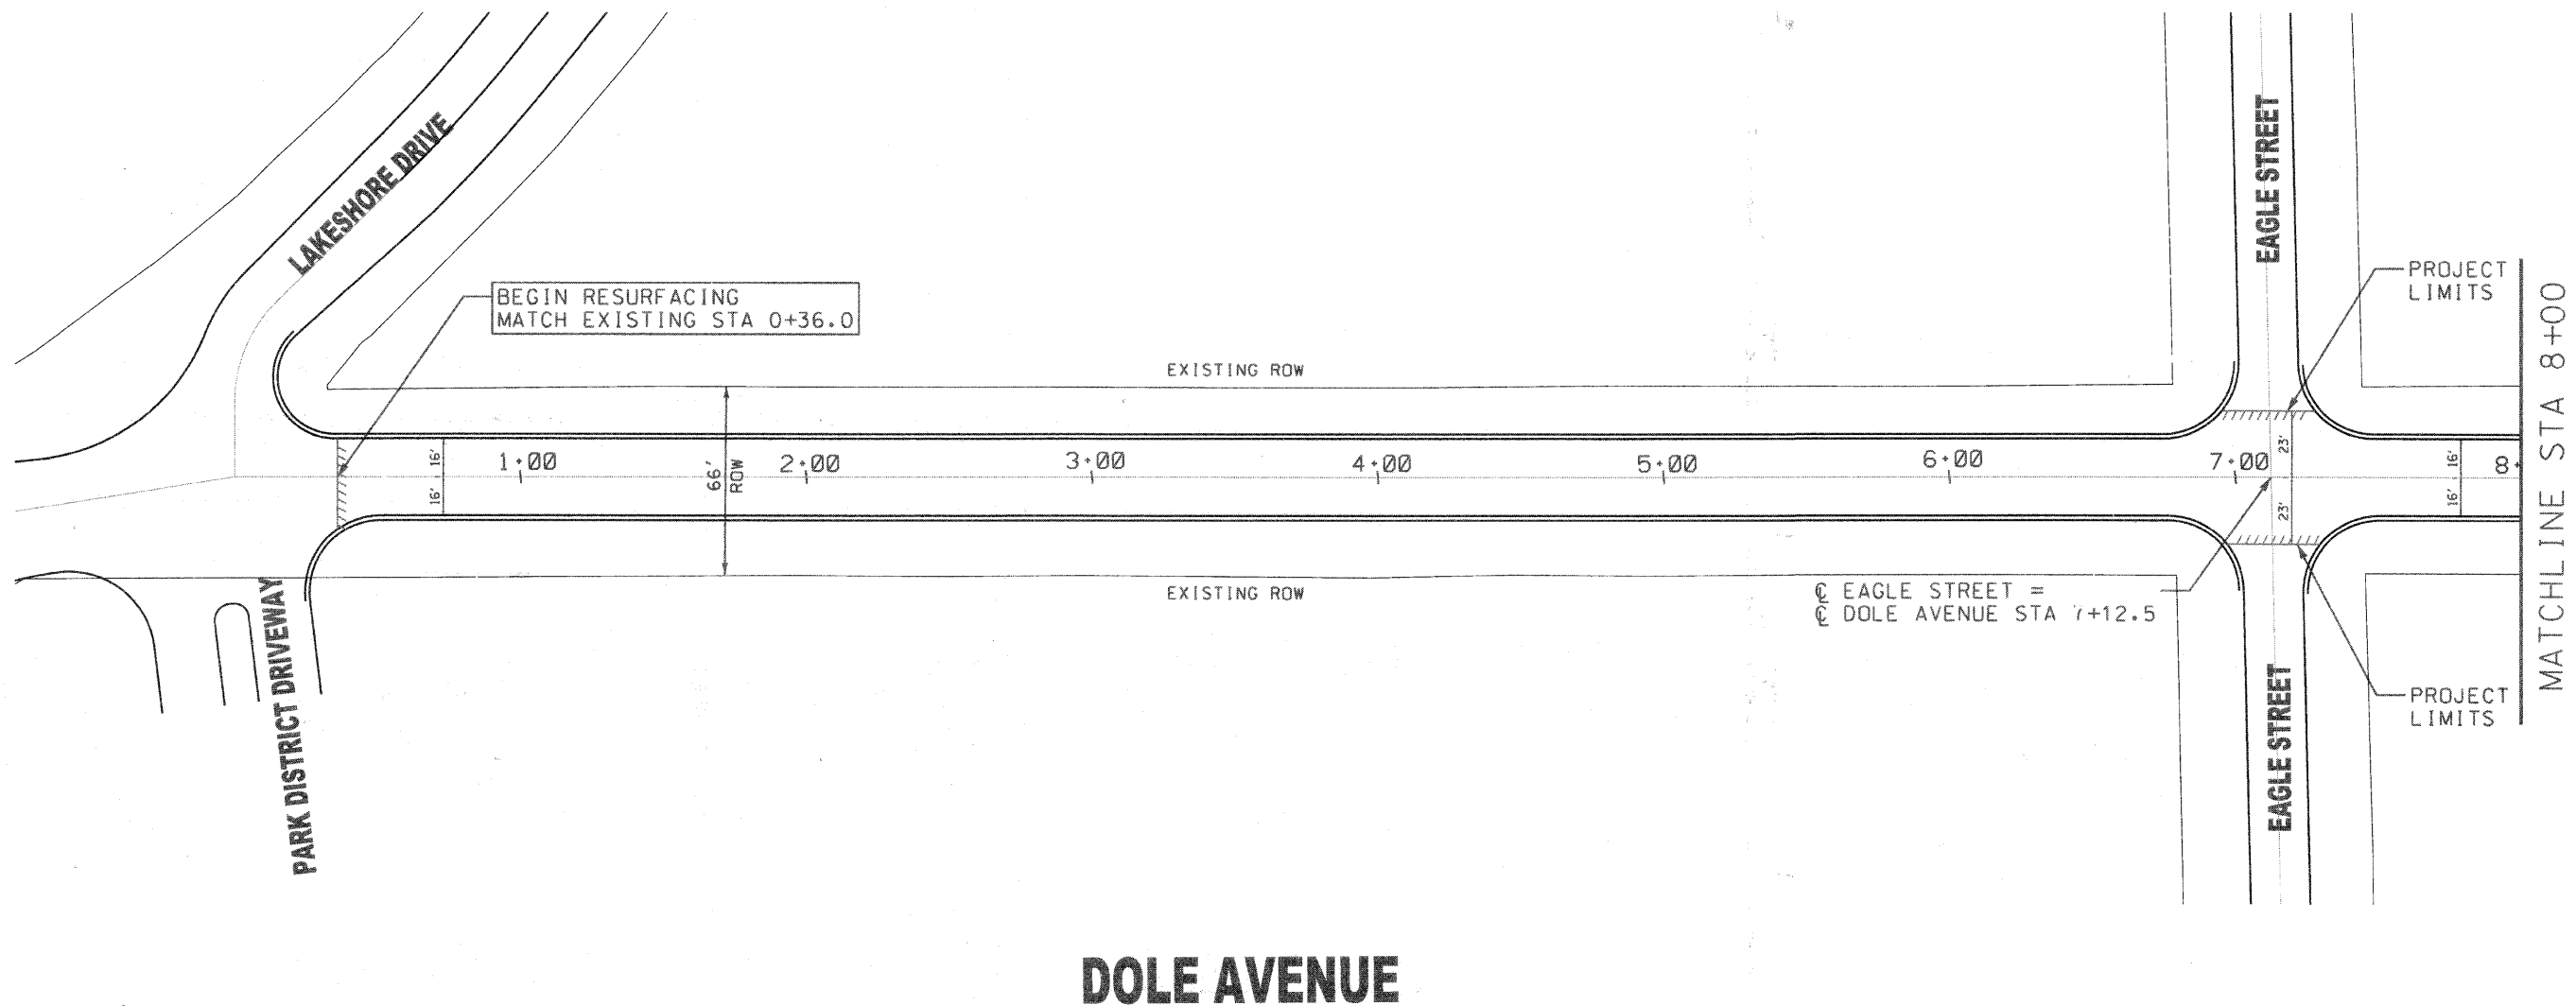 LAKESHORE DRIVE
EAGLE STREET
PROJECT
LIMITS
BEGIN RESURFACING
MATCH EXISTING STA 0+36.0
MATCHLINE STA 8+00
EXISTING ROW
16'
16'
1+00
66'
ROW
2+00
3+00
4+00
5+00
6+00
7+00
23'
23'
16'
16'
8+
EXISTING ROW
℄ EAGLE STREET =
℄ DOLE AVENUE STA 7+12.5
PARK DISTRICT DRIVEWAY
EAGLE STREET
PROJECT
LIMITS
DOLE AVENUE